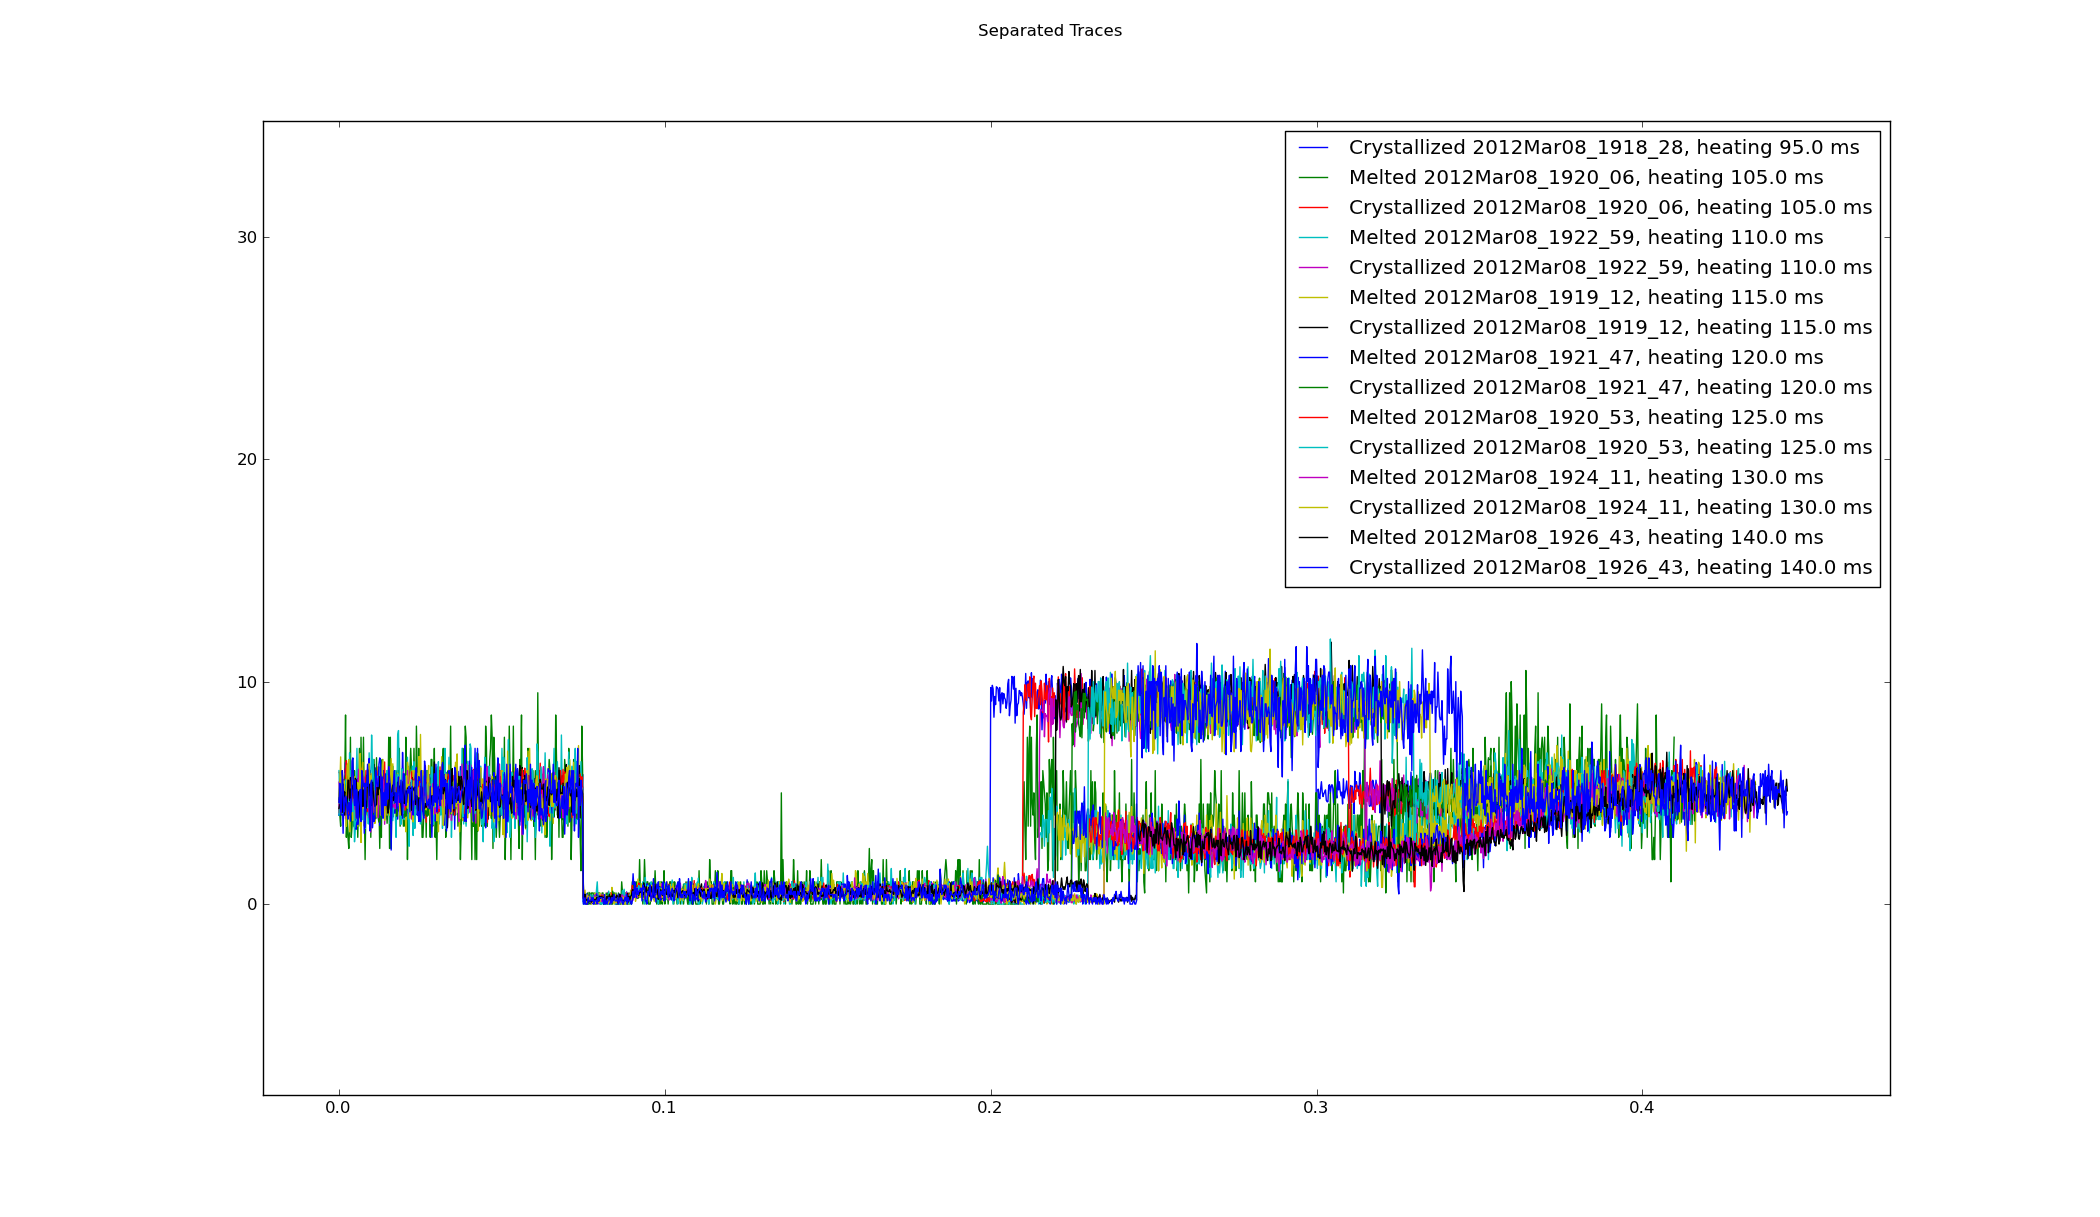 Separated Traces
Crystallized 2012Mar08_1918_28, heating 95.0 ms
Melted 2012Mar08_1920_06, heating 105.0 ms
Crystallized 2012Mar08_1920_06, heating 105.0 ms
Melted 2012Mar08_1922_59, heating 110.0 ms
Crystallized 2012Mar08_1922_59, heating 110.0 ms
Melted 2012Mar08_1919_12, heating 115.0 ms
Crystallized 2012Mar08_1919_12, heating 115.0 ms
Melted 2012Mar08_1921_47, heating 120.0 ms
Crystallized 2012Mar08_1921_47, heating 120.0 ms
Melted 2012Mar08_1920_53, heating 125.0 ms
Crystallized 2012Mar08_1920_53, heating 125.0 ms
Melted 2012Mar08_1924_11, heating 130.0 ms
Crystallized 2012Mar08_1924_11, heating 130.0 ms
Melted 2012Mar08_1926_43, heating 140.0 ms
Crystallized 2012Mar08_1926_43, heating 140.0 ms
30
20
10
0
0.0 0.1 0.2 0.3 0.4